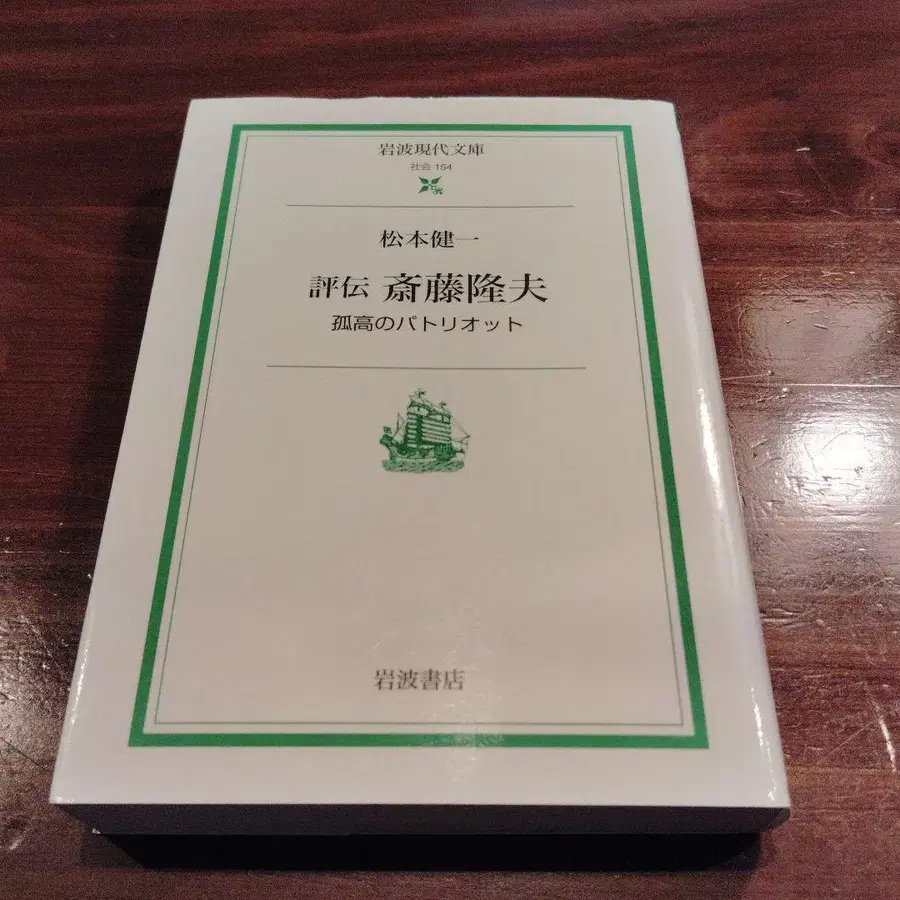 岩波現代文庫
社会 154
松本健一
評伝 斎藤隆夫
孤高のパトリオット
岩波書店